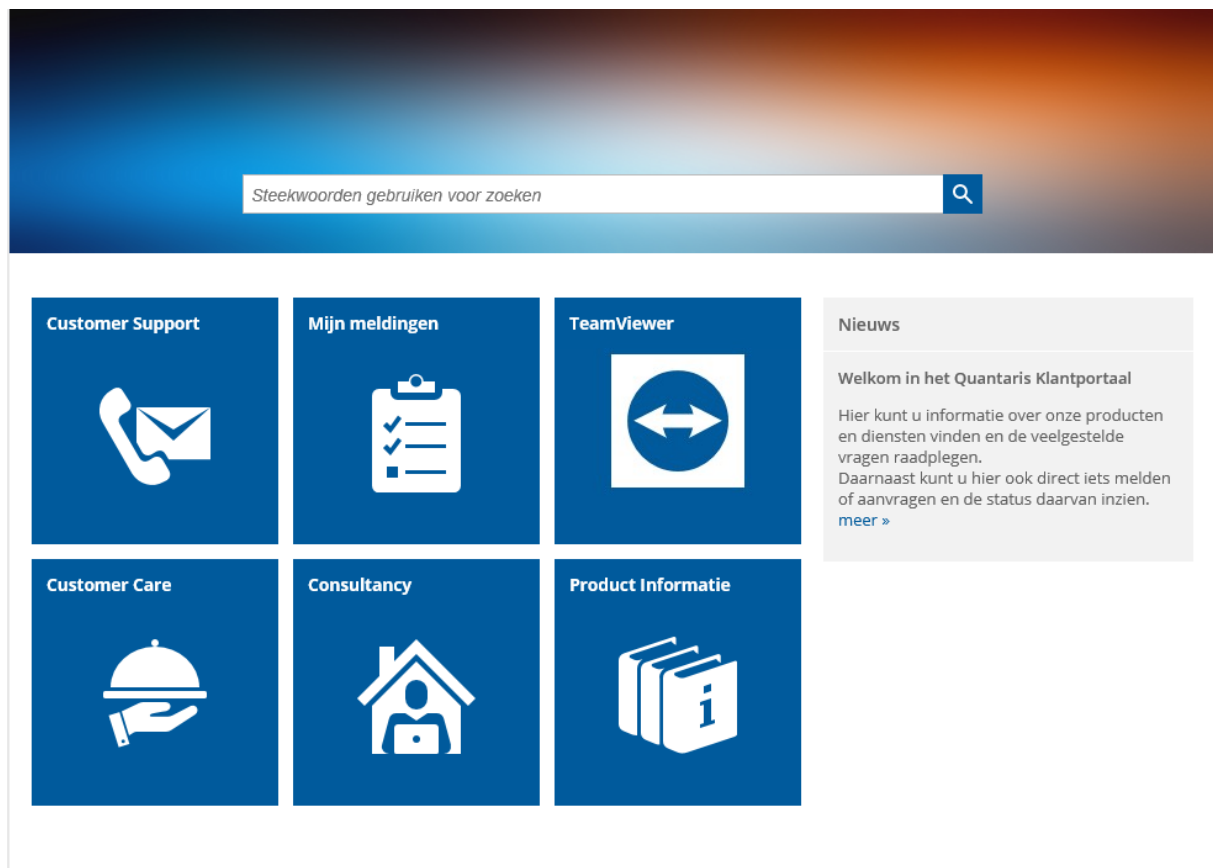 Steekwoorden gebruiken voor zoeken
Customer Support
Mijn meldingen
TeamViewer
Customer Care
Consultancy
Product Informatie
i
Nieuws
Welkom in het Quantaris Klantportaal
Hier kunt u informatie over onze producten
en diensten vinden en de veelgestelde
vragen raadplegen.
Daarnaast kunt u hier ook direct iets melden
of aanvragen en de status daarvan inzien.
meer »